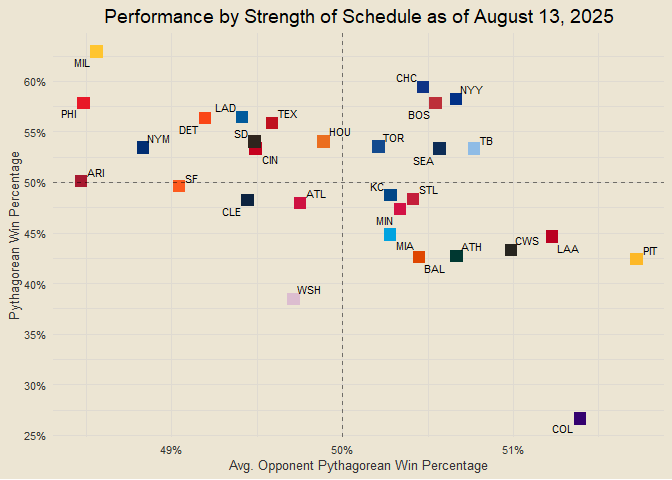 Performance by Strength of Schedule as of August 13, 2025
Pythagorean Win Percentage
60%
55%
50%
45%
40%
35%
30%
25%
MIL
PHI
CHC
NYY
BOS
LAD
DET
TEX
SD
HOU
CIN
NYM
TOR
TB
SEA
ARI
SF
KC
STL
ATL
CLE
MIN
MIA
CWS
LAA
ATH
BAL
PIT
WSH
COL
49%
50%
51%
Avg. Opponent Pythagorean Win Percentage